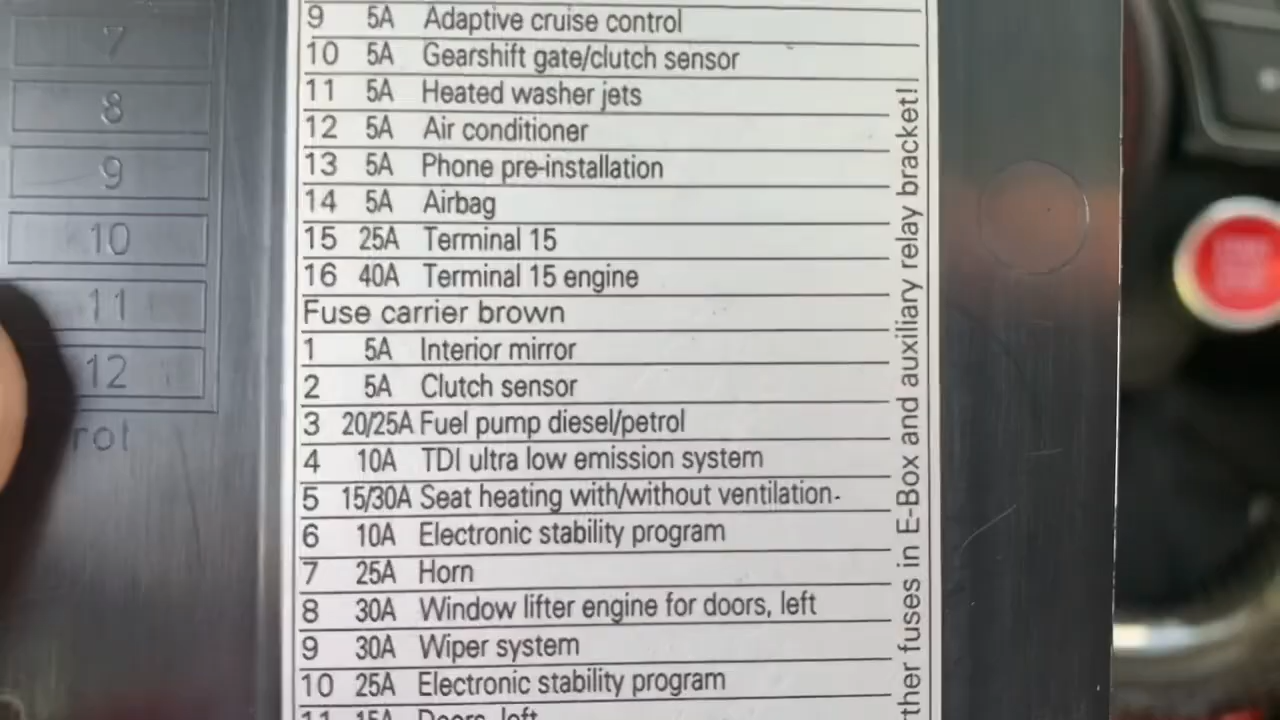 7
8
9
10
11
12
rot
9 5A Adaptive cruise control
10 5A Gearshift gate/clutch sensor
11 5A Heated washer jets
12 5A Air conditioner
13 5A Phone pre-installation
14 5A Airbag
15 25A Terminal 15
16 40A Terminal 15 engine
Fuse carrier brown
1 5A Interior mirror
2 5A Clutch sensor
3 20/25A Fuel pump diesel/petrol
4 10A TDI ultra low emission system
5 15/30A Seat heating with/without ventilation-
6 10A Electronic stability program
7 25A Horn
8 30A Window lifter engine for doors, left
9 30A Wiper system
10 25A Electronic stability program
11 15A Doors, left
ther fuses in E-Box and auxiliary relay bracket!